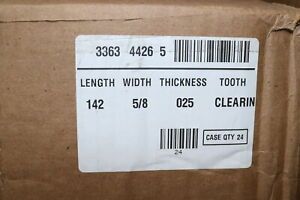 3363 4426 5
LENGTH WIDTH THICKNESS TOOTH
142 5/8 025 CLEARIN
CASE QTY 24
24